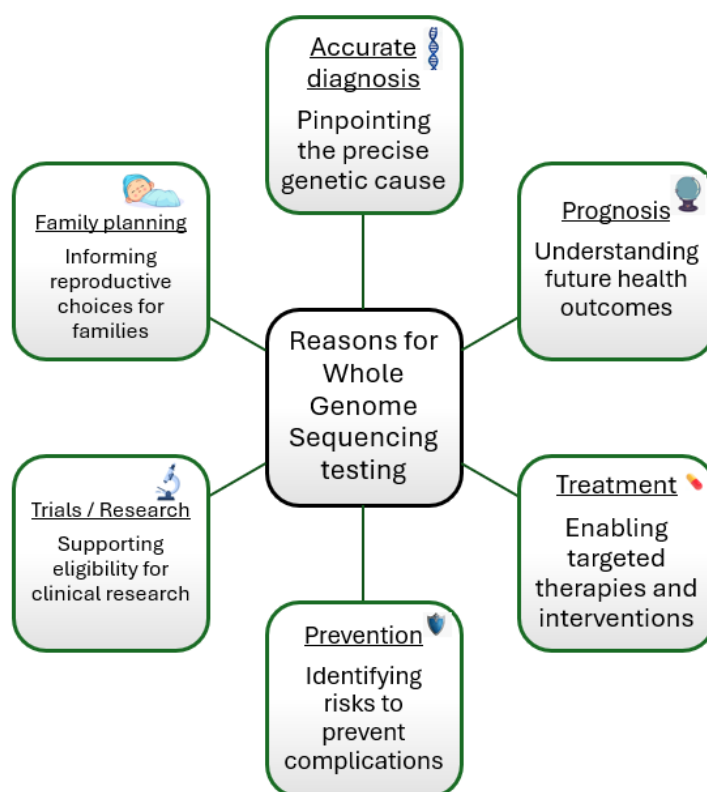 Accurate
diagnosis
Pinpointing
the precise
genetic cause
Family planning
Informing
reproductive
choices for
families
Prognosis
Understanding
future health
outcomes
Reasons for
Whole
Genome
Sequencing
testing
Trials / Research
Supporting
eligibility for
clinical research
Treatment
Enabling
targeted
therapies and
interventions
Prevention
Identifying
risks to
prevent
complications